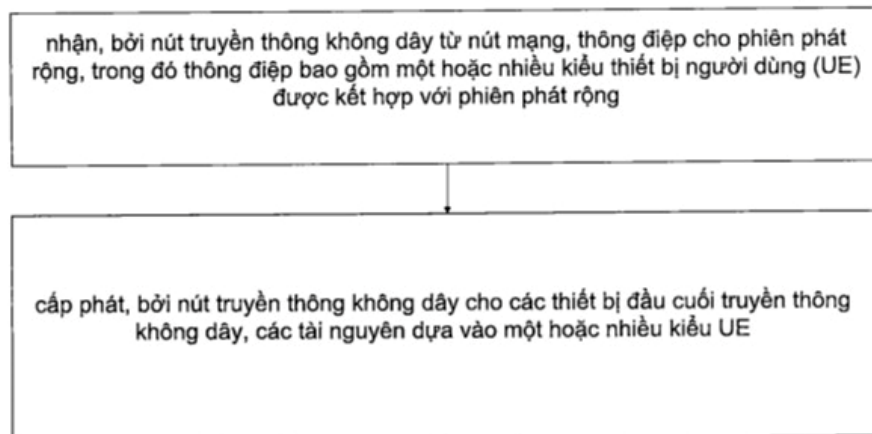 nhận, bởi nút truyền thông không dây từ nút mạng, thông điệp cho phiên phát
rộng, trong đó thông điệp bao gồm một hoặc nhiều kiểu thiết bị người dùng (UE)
được kết hợp với phiên phát rộng
cấp phát, bởi nút truyền thông không dây cho các thiết bị đầu cuối truyền thông
không dây, các tài nguyên dựa vào một hoặc nhiều kiểu UE